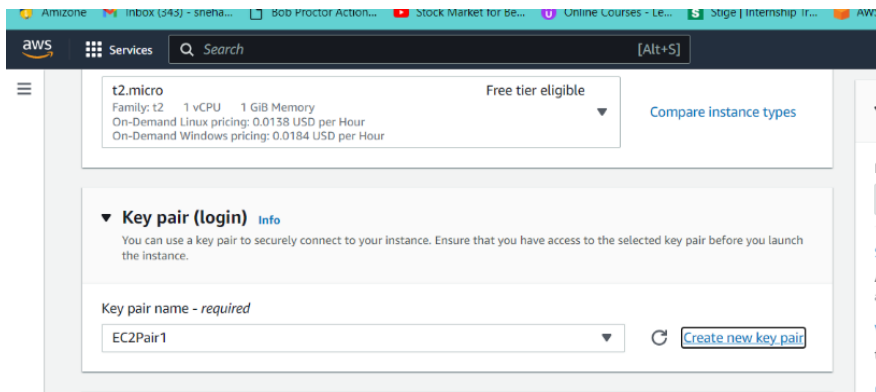 Amizone Inbox (343) - sneha... Bob Proctor Action... Stock Market for Be... Online Courses - Le... Stige | Internship Tr... AWS
aws Services Search [Alt+S]
t2.micro Free tier eligible
Family: t2 1 vCPU 1 GiB Memory
On-Demand Linux pricing: 0.0138 USD per Hour
On-Demand Windows pricing: 0.0184 USD per Hour
Compare instance types
Key pair (login) Info
You can use a key pair to securely connect to your instance. Ensure that you have access to the selected key pair before you launch
the instance.
Key pair name - required
EC2Pair1
Create new key pair